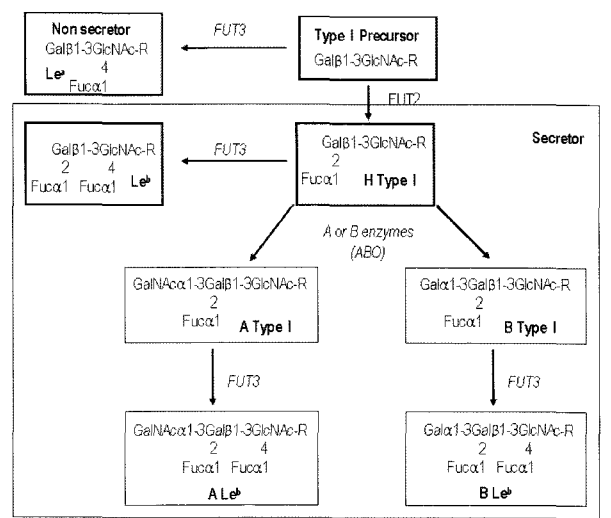 Non secretor
Galβ1-3GlcNAc-R
4
Leᵃ
Fucα1
FUT3
Type I Precursor
Galβ1-3GlcNAc-R
FUT2
Secretor
Galβ1-3GlcNAc-R
2 4
Fucα1 Fucα1 Leᵇ
FUT3
Galβ1-3GlcNAc-R
2
Fucα1 H Type I
A or B enzymes
(ABO)
GalNAcα1-3Galβ1-3GlcNAc-R
2
Fucα1 A Type I
Galα1-3Galβ1-3GlcNAc-R
2
Fucα1 B Type I
FUT3
FUT3
GalNAcα1-3Galβ1-3GlcNAc-R
2 4
Fucα1 Fucα1
A Leᵇ
Galα1-3Galβ1-3GlcNAc-R
2 4
Fucα1 Fucα1
B Leᵇ